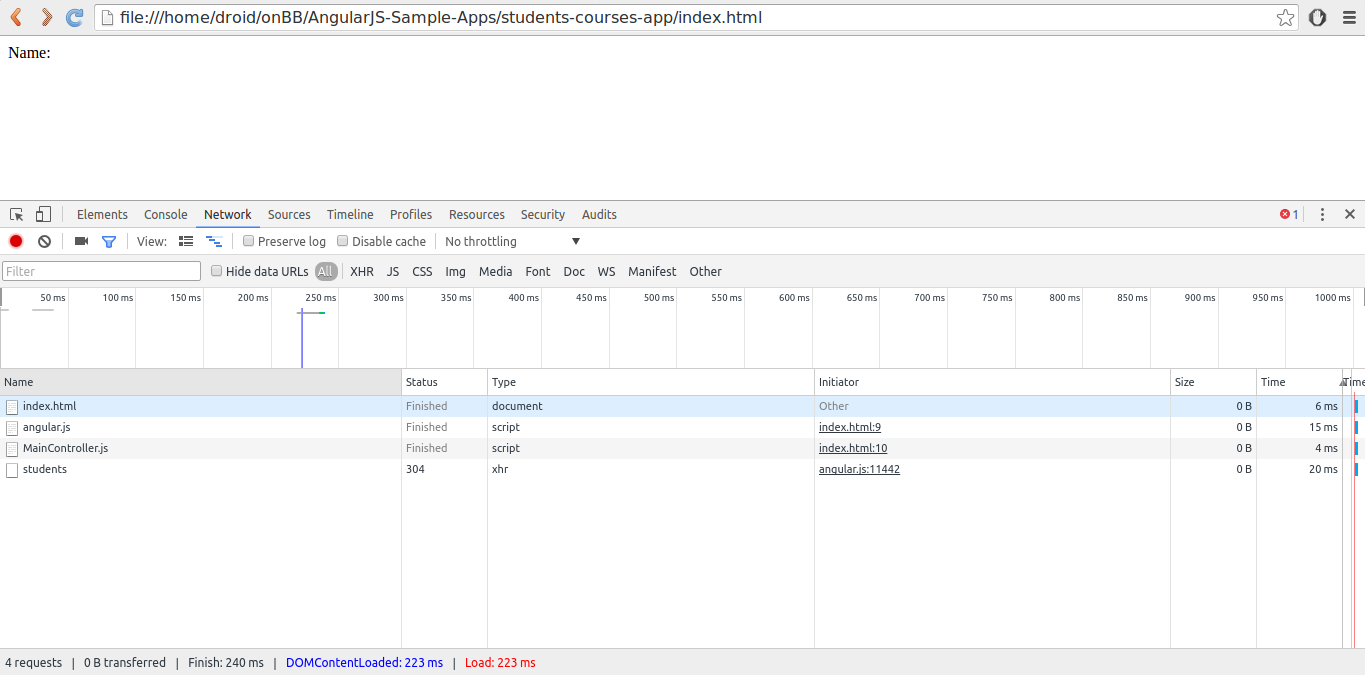 file:///home/droid/onBB/AngularJS-Sample-Apps/students-courses-app/index.html
Name:
Elements Console Network Sources Timeline Profiles Resources Security Audits 1
View: Preserve log Disable cache No throttling
Filter Hide data URLs All XHR JS CSS Img Media Font Doc WS Manifest Other
50 ms 100 ms 150 ms 200 ms 250 ms 300 ms 350 ms 400 ms 450 ms 500 ms 550 ms 600 ms 650 ms 700 ms 750 ms 800 ms 850 ms 900 ms 950 ms 1000 ms
Name Status Type Initiator Size Time Time
index.html Finished document Other 0 B 6 ms
angular.js Finished script index.html:9 0 B 15 ms
MainController.js Finished script index.html:10 0 B 4 ms
students 304 xhr angular.js:11442 0 B 20 ms
4 requests | 0 B transferred | Finish: 240 ms | DOMContentLoaded: 223 ms | Load: 223 ms